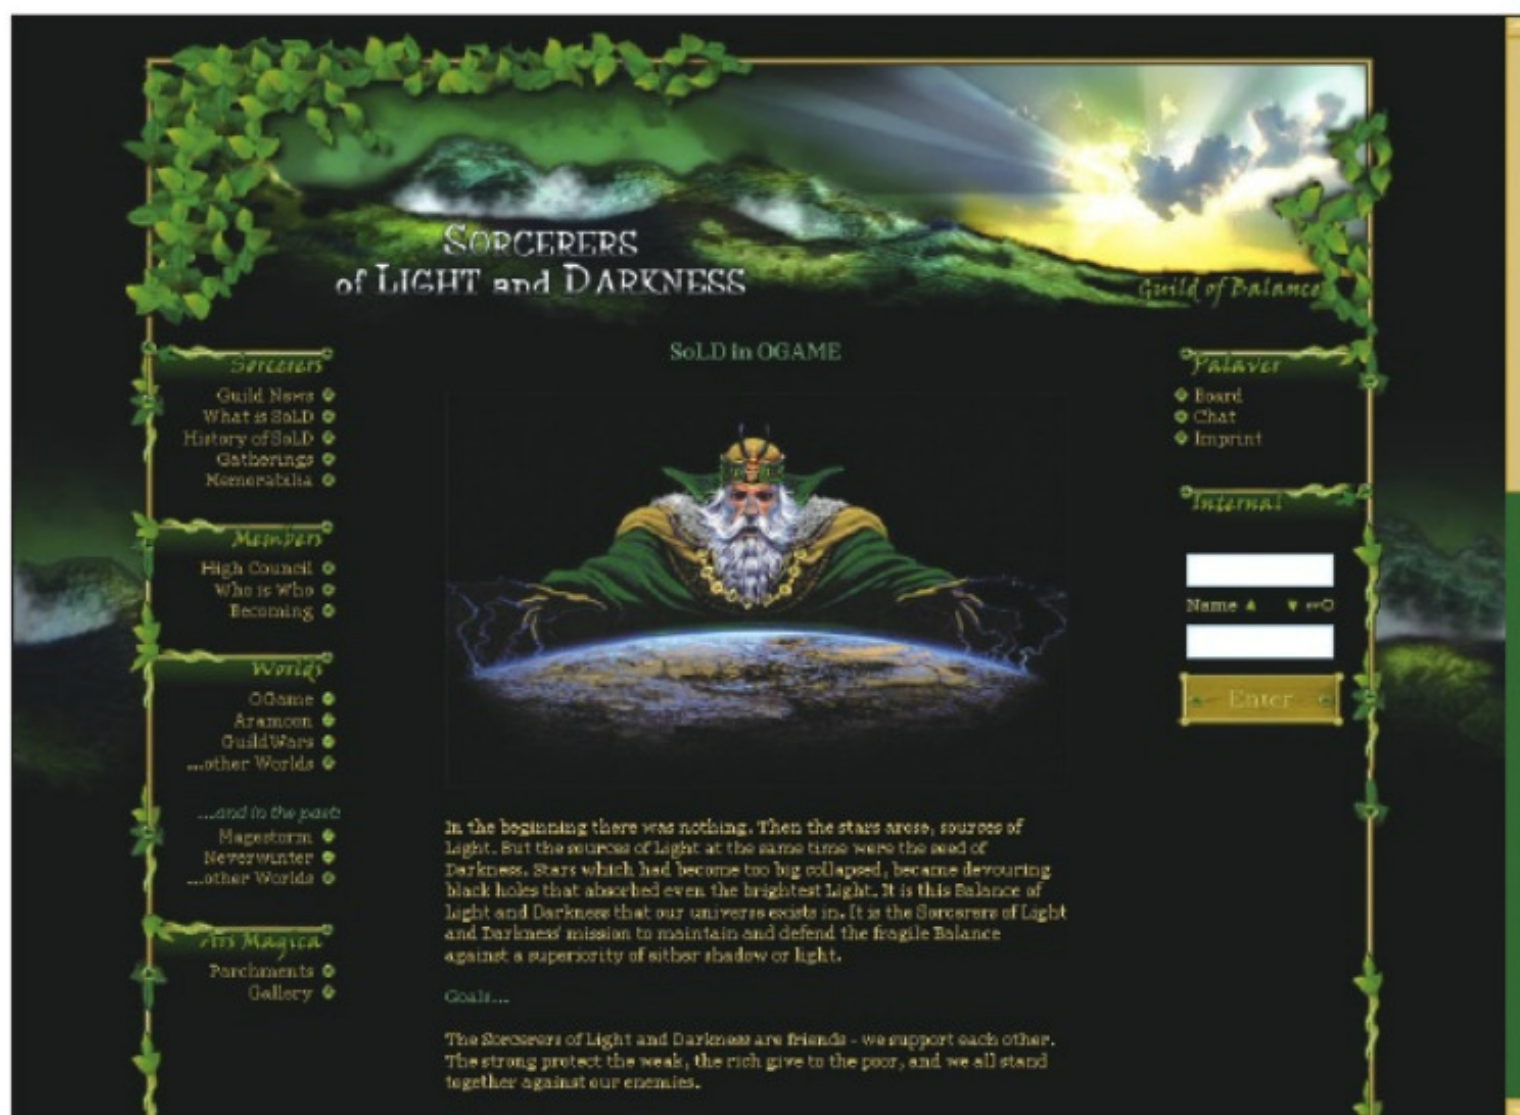 SORCERERS
of LIGHT and DARKNESS
Guild of Balance
Sorcerers
Guild News
What is SoLD
History of SoLD
Gatherings
Memorabilia
Members
High Council
Who is Who
Becoming
Worlds
OGame
Aramoon
GuildWars
...other Worlds
...and in the past:
Magestorm
Neverwinter
...other Worlds
Ars Magica
Parchments
Gallery
SoLD in OGAME
In the beginning there was nothing. Then the stars arose, sources of
Light. But the sources of Light at the same time were the seed of
Darkness. Stars which had become too big collapsed, became devouring
black holes that absorbed even the brightest Light. It is this Balance of
Light and Darkness that our universe exists in. It is the Sorcerers of Light
and Darkness' mission to maintain and defend the fragile Balance
against a superiority of either shadow or light.
Goals...
The Sorcerers of Light and Darkness are friends - we support each other.
The strong protect the weak, the rich give to the poor, and we all stand
together against our enemies.
Palaver
Board
Chat
Imprint
Internal
Name
Enter